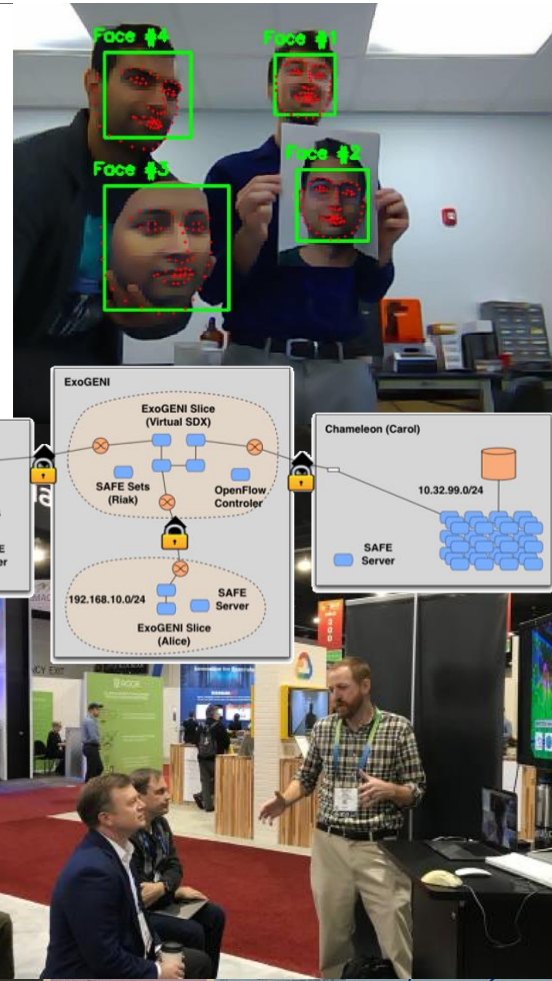 Face #4
Face #1
Face #2
Face #3
ExoGENI
ExoGENI Slice
(Virtual SDX)
SAFE Sets
(Riak)
OpenFlow
Controler
192.168.10.0/24
SAFE
Server
ExoGENI Slice
(Alice)
Chameleon (Carol)
10.32.99.0/24
SAFE
Server